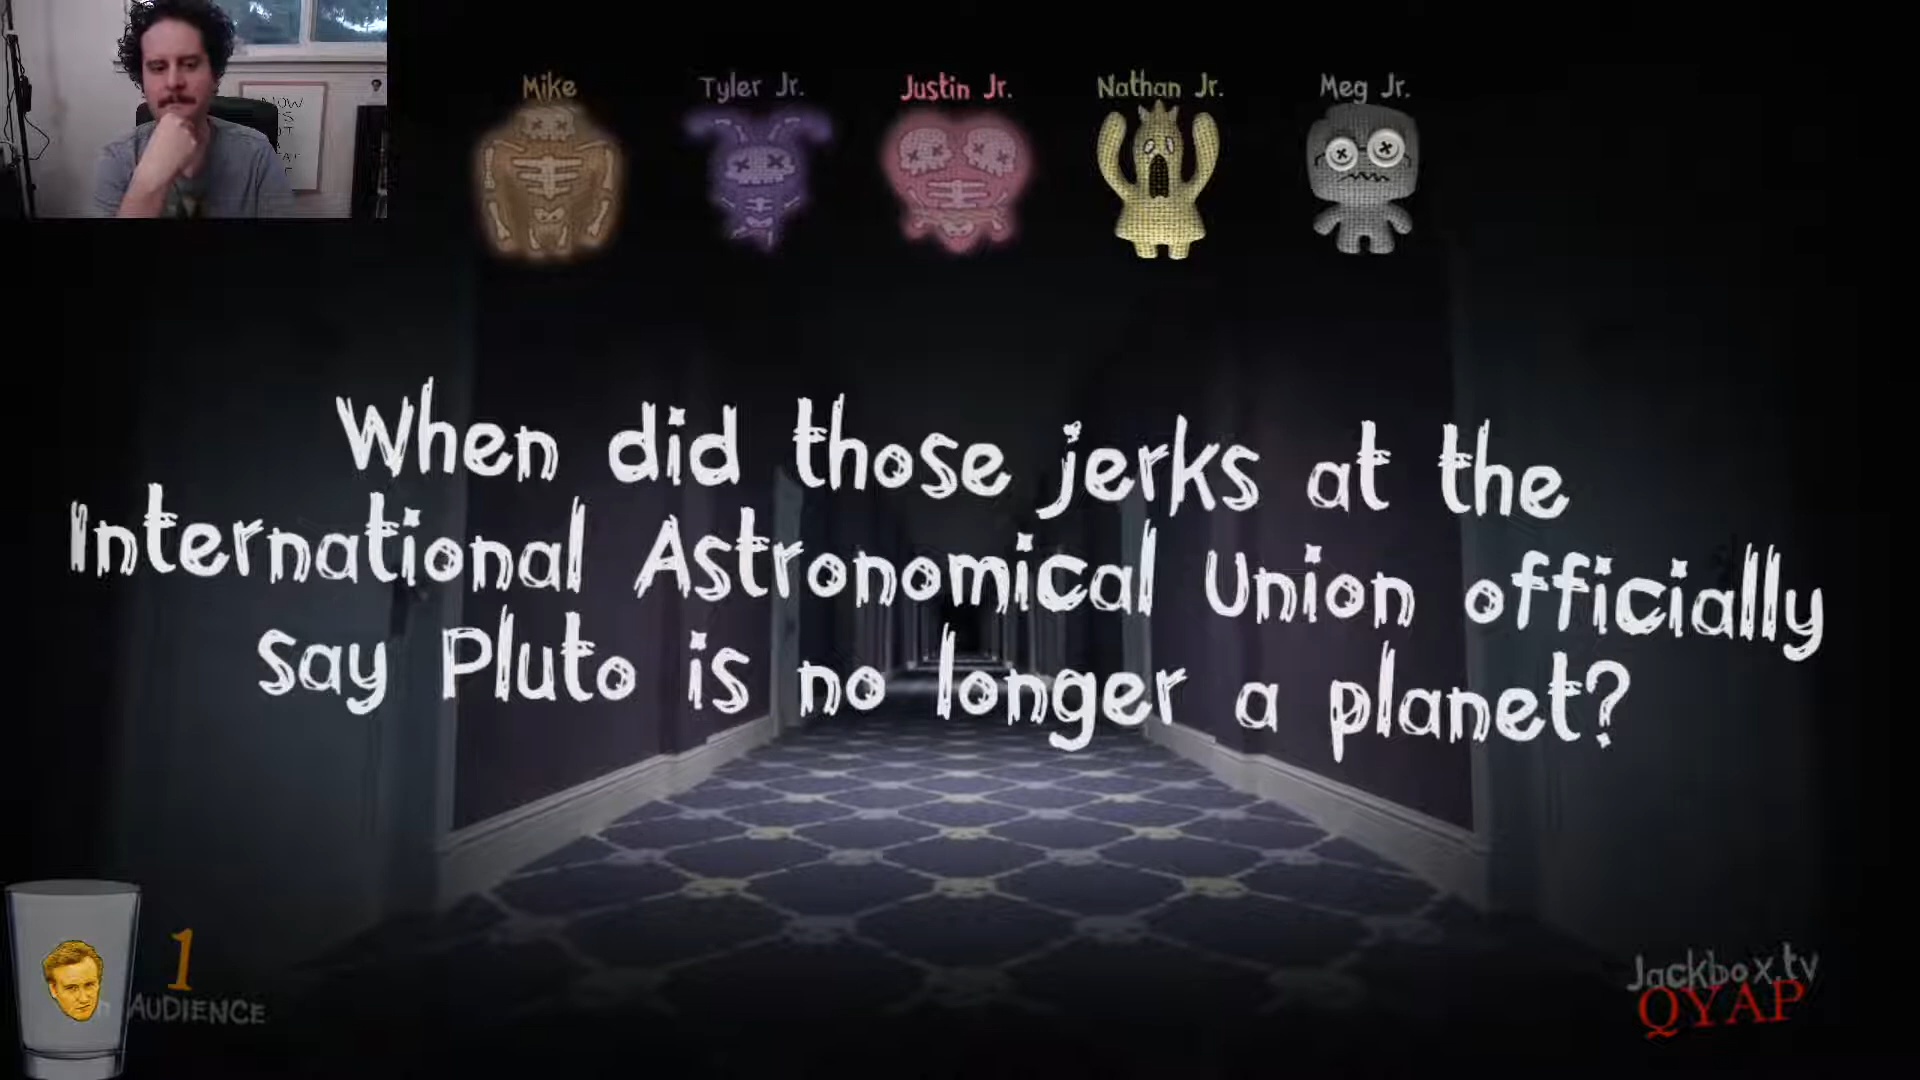 Mike
Tyler Jr.
Justin Jr.
Nathan Jr.
Meg Jr.
When did those jerks at the
International Astronomical Union officially
say Pluto is no longer a planet?
1
AUDIENCE
Jackbox.tv
QYAP